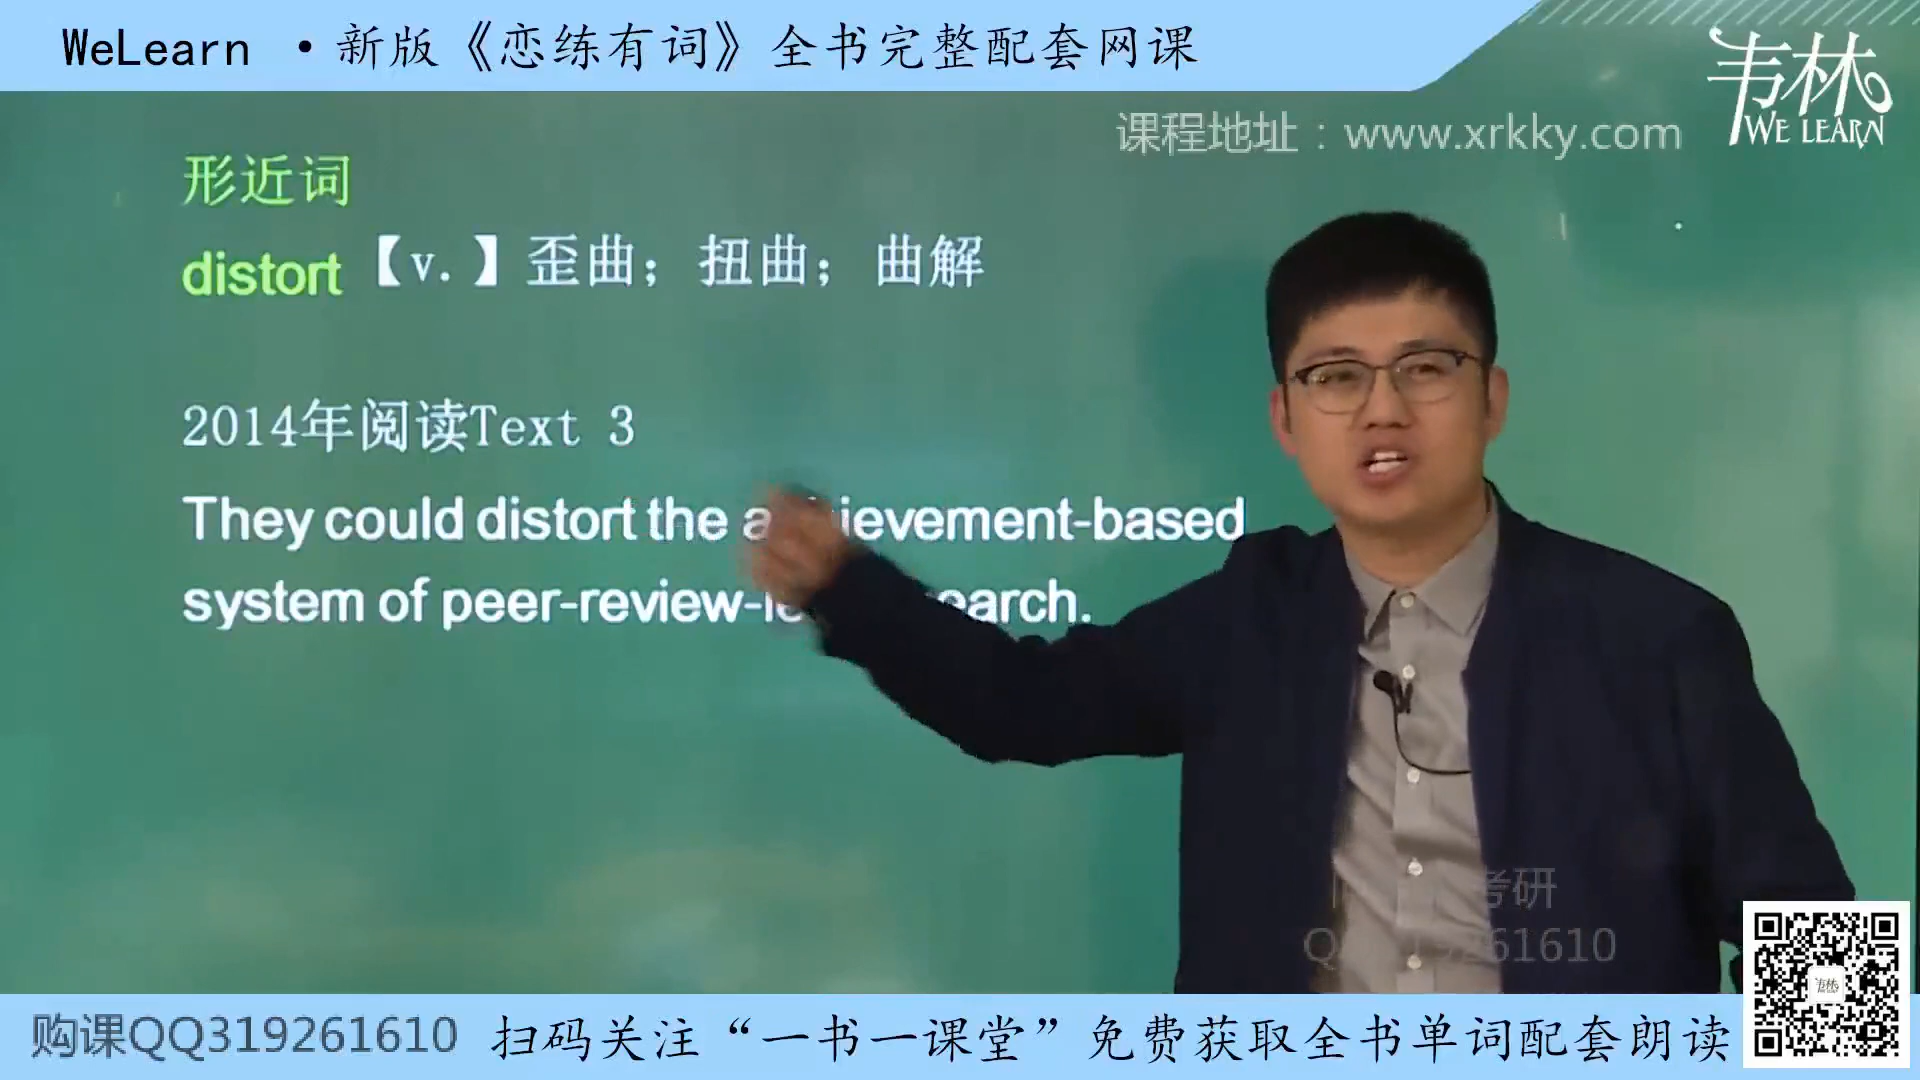 WeLearn ·新版《恋练有词》全书完整配套网课
韦林
WE LEARN
课程地址：www.xrkky.com
形近词
distort【v.】歪曲；扭曲；曲解
2014年阅读Text 3
They could distort the a ievement-based
system of peer-review-le earch.
考研
Q 261610
购课QQ319261610
扫码关注“一书一课堂”免费获取全书单词配套朗读
韦林